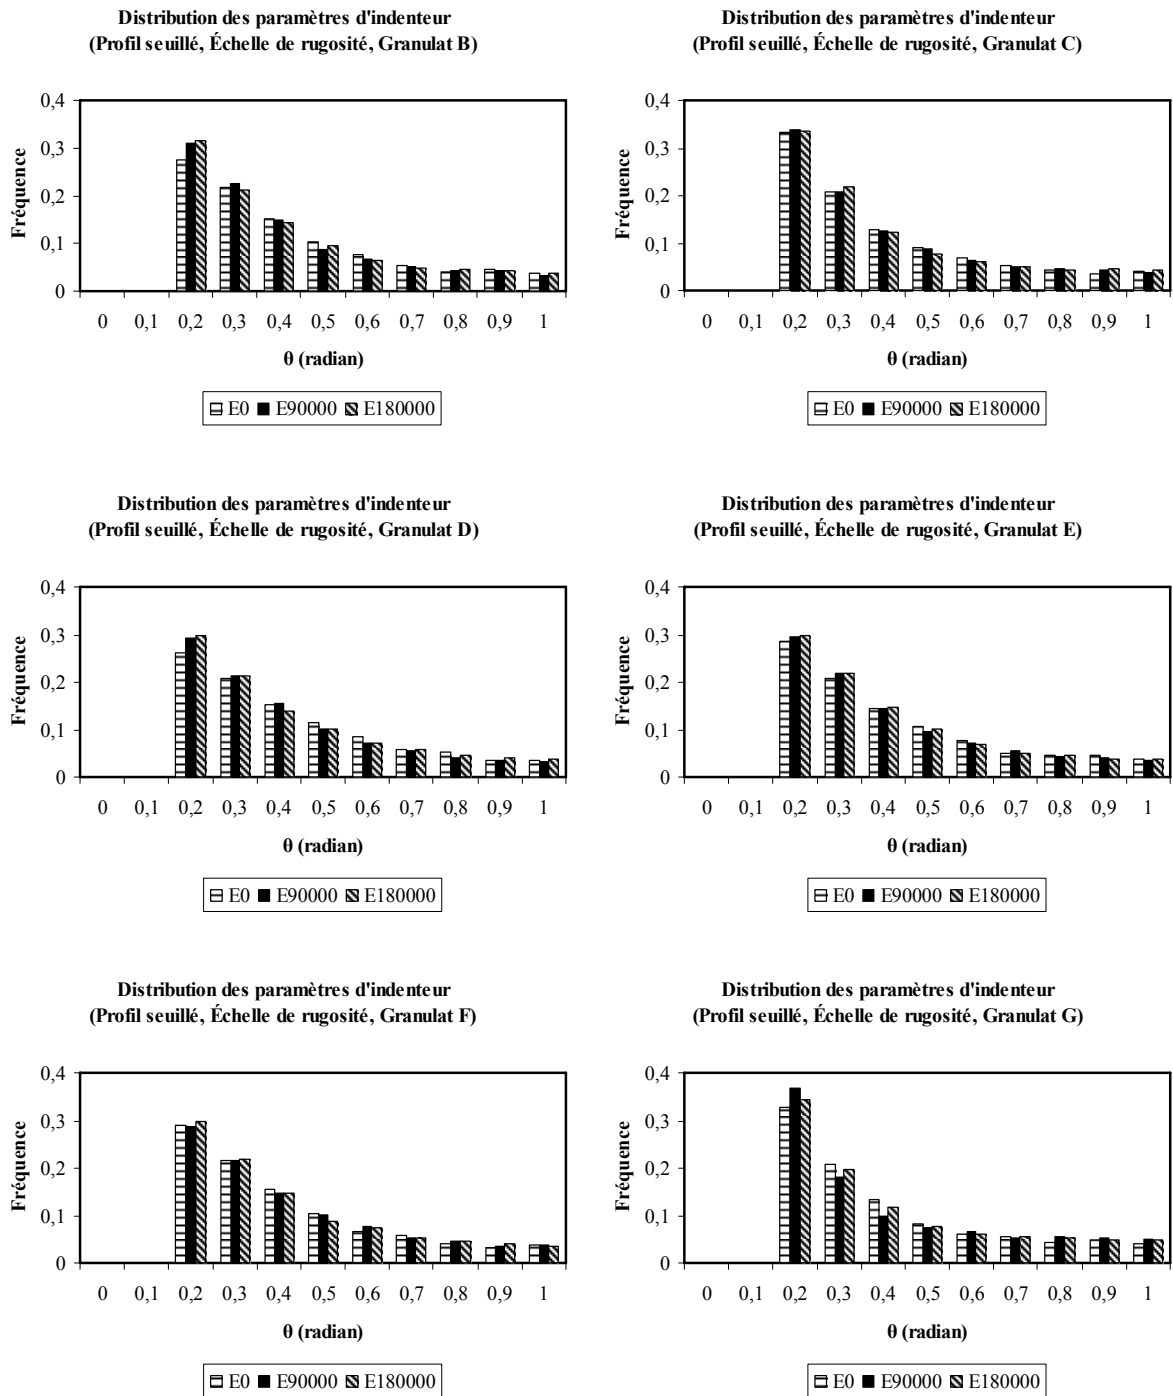 Distribution des paramètres d'indenteur
(Profil seuillé, Échelle de rugosité, Granulat B)
0,4
0,3
0,2
0,1
0
Fréquence
0 0,1 0,2 0,3 0,4 0,5 0,6 0,7 0,8 0,9 1
θ (radian)
E0 E90000 E180000
Distribution des paramètres d'indenteur
(Profil seuillé, Échelle de rugosité, Granulat C)
0,4
0,3
0,2
0,1
0
Fréquence
0 0,1 0,2 0,3 0,4 0,5 0,6 0,7 0,8 0,9 1
θ (radian)
E0 E90000 E180000
Distribution des paramètres d'indenteur
(Profil seuillé, Échelle de rugosité, Granulat D)
0,4
0,3
0,2
0,1
0
Fréquence
0 0,1 0,2 0,3 0,4 0,5 0,6 0,7 0,8 0,9 1
θ (radian)
E0 E90000 E180000
Distribution des paramètres d'indenteur
(Profil seuillé, Échelle de rugosité, Granulat E)
0,4
0,3
0,2
0,1
0
Fréquence
0 0,1 0,2 0,3 0,4 0,5 0,6 0,7 0,8 0,9 1
θ (radian)
E0 E90000 E180000
Distribution des paramètres d'indenteur
(Profil seuillé, Échelle de rugosité, Granulat F)
0,4
0,3
0,2
0,1
0
Fréquence
0 0,1 0,2 0,3 0,4 0,5 0,6 0,7 0,8 0,9 1
θ (radian)
E0 E90000 E180000
Distribution des paramètres d'indenteur
(Profil seuillé, Échelle de rugosité, Granulat G)
0,4
0,3
0,2
0,1
0
Fréquence
0 0,1 0,2 0,3 0,4 0,5 0,6 0,7 0,8 0,9 1
θ (radian)
E0 E90000 E180000